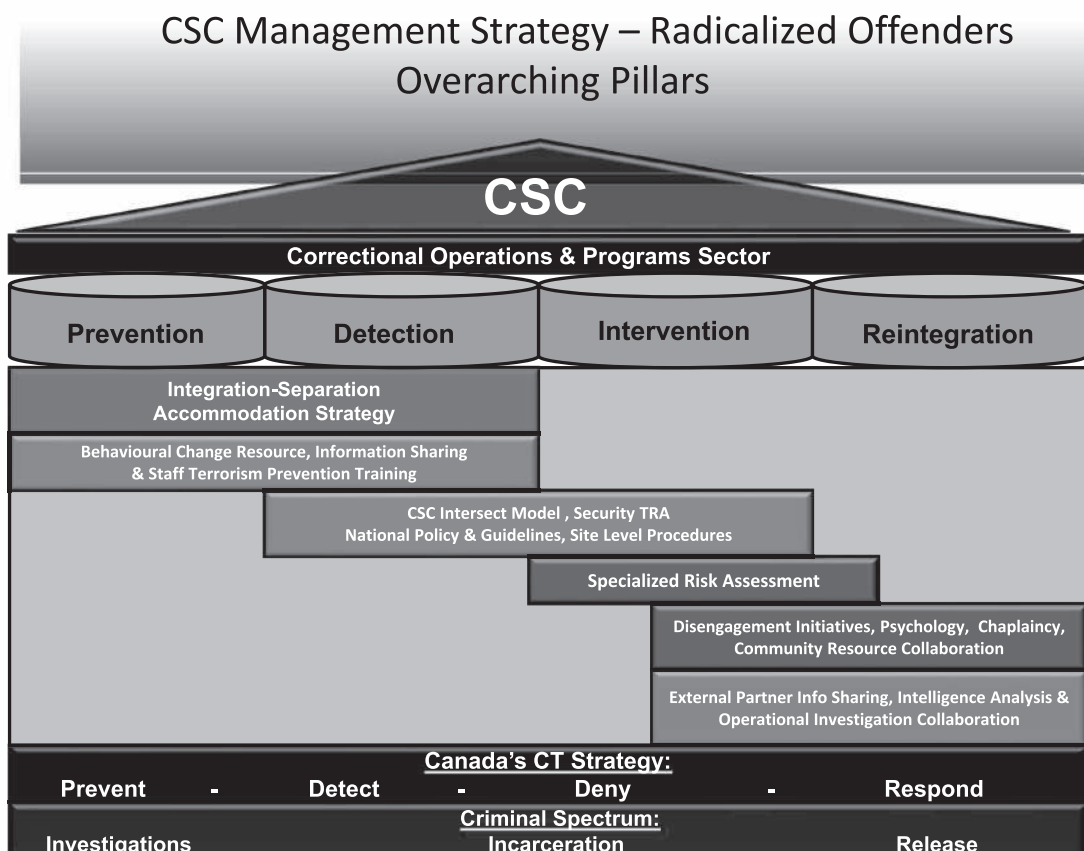 CSC Management Strategy – Radicalized Offenders
Overarching Pillars
CSC
Correctional Operations & Programs Sector
Prevention Detection Intervention Reintegration
Integration-Separation
Accommodation Strategy
Behavioural Change Resource, Information Sharing
& Staff Terrorism Prevention Training
CSC Intersect Model , Security TRA
National Policy & Guidelines, Site Level Procedures
Specialized Risk Assessment
Disengagement Initiatives, Psychology, Chaplaincy,
Community Resource Collaboration
External Partner Info Sharing, Intelligence Analysis &
Operational Investigation Collaboration
Canada's CT Strategy:
Prevent - Detect - Deny - Respond
Criminal Spectrum:
Investigations Incarceration Release